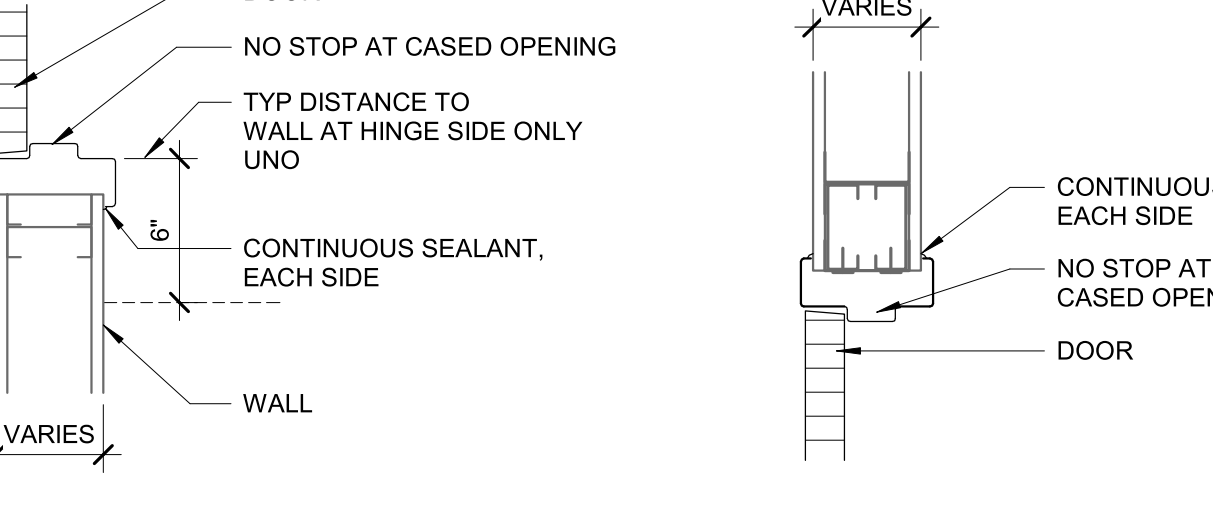 NO STOP AT CASED OPENING
TYP DISTANCE TO
WALL AT HINGE SIDE ONLY
UNO
6"
CONTINUOUS SEALANT,
EACH SIDE
WALL
VARIES
VARIES
EACH SIDE
NO STOP AT
CASED
DOOR